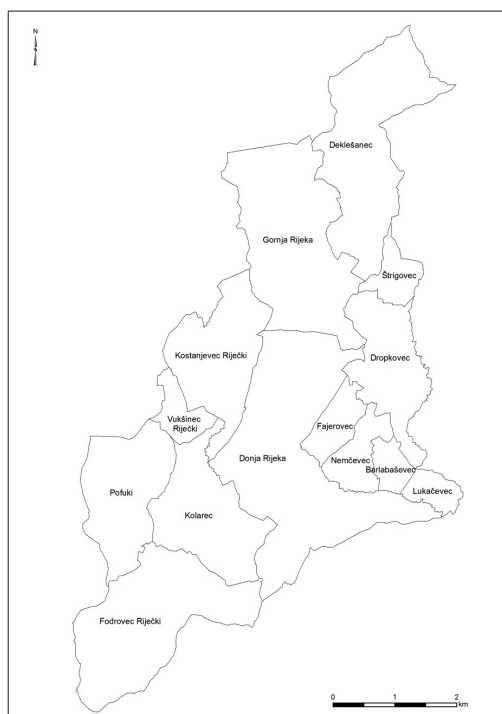 N
Deklešanec
Gornja Rijeka
Štrigovec
Kostanjevec Riječki
Dropkovec
Vukšinec
Riječki
Fajerovec
Donja Rijeka
Nemčevec
Barlabaševec
Pofuki
Lukačevec
Kolarec
Fodrovec Riječki
0 1 2
km